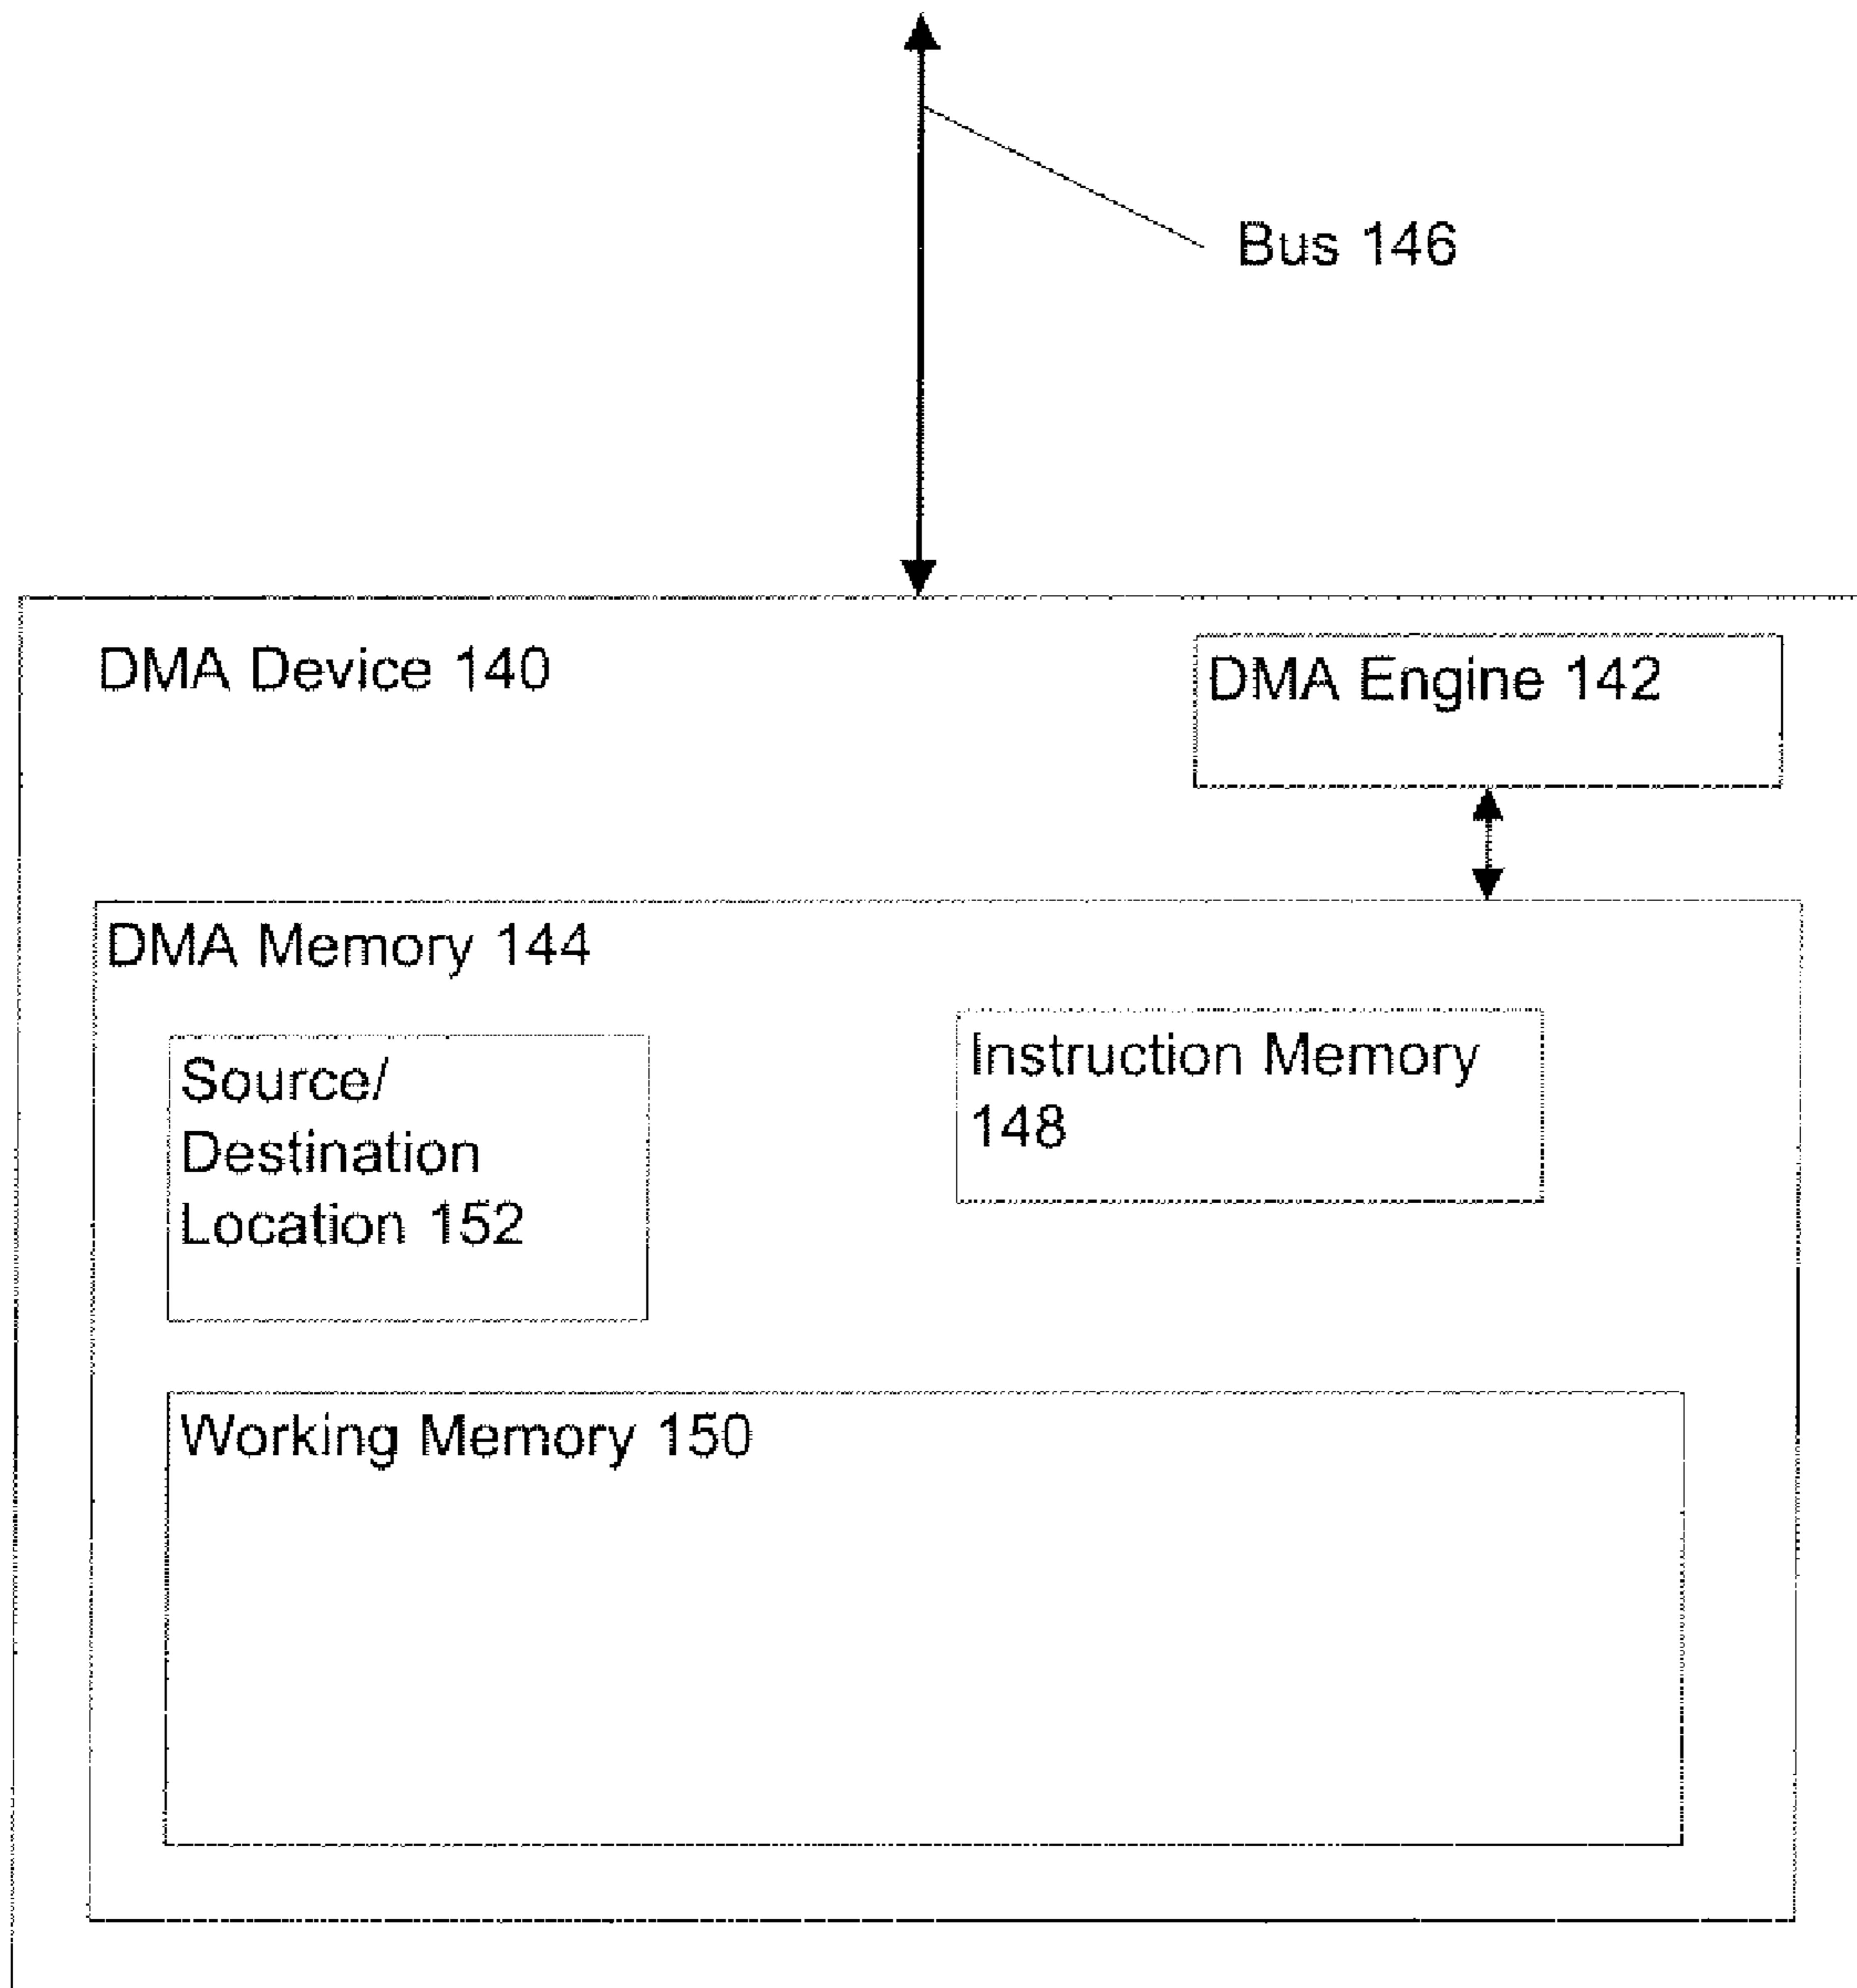 Bus 146
DMA Device 140
DMA Engine 142
DMA Memory 144
Source/
Destination
Location 152
Instruction Memory
148
Working Memory 150